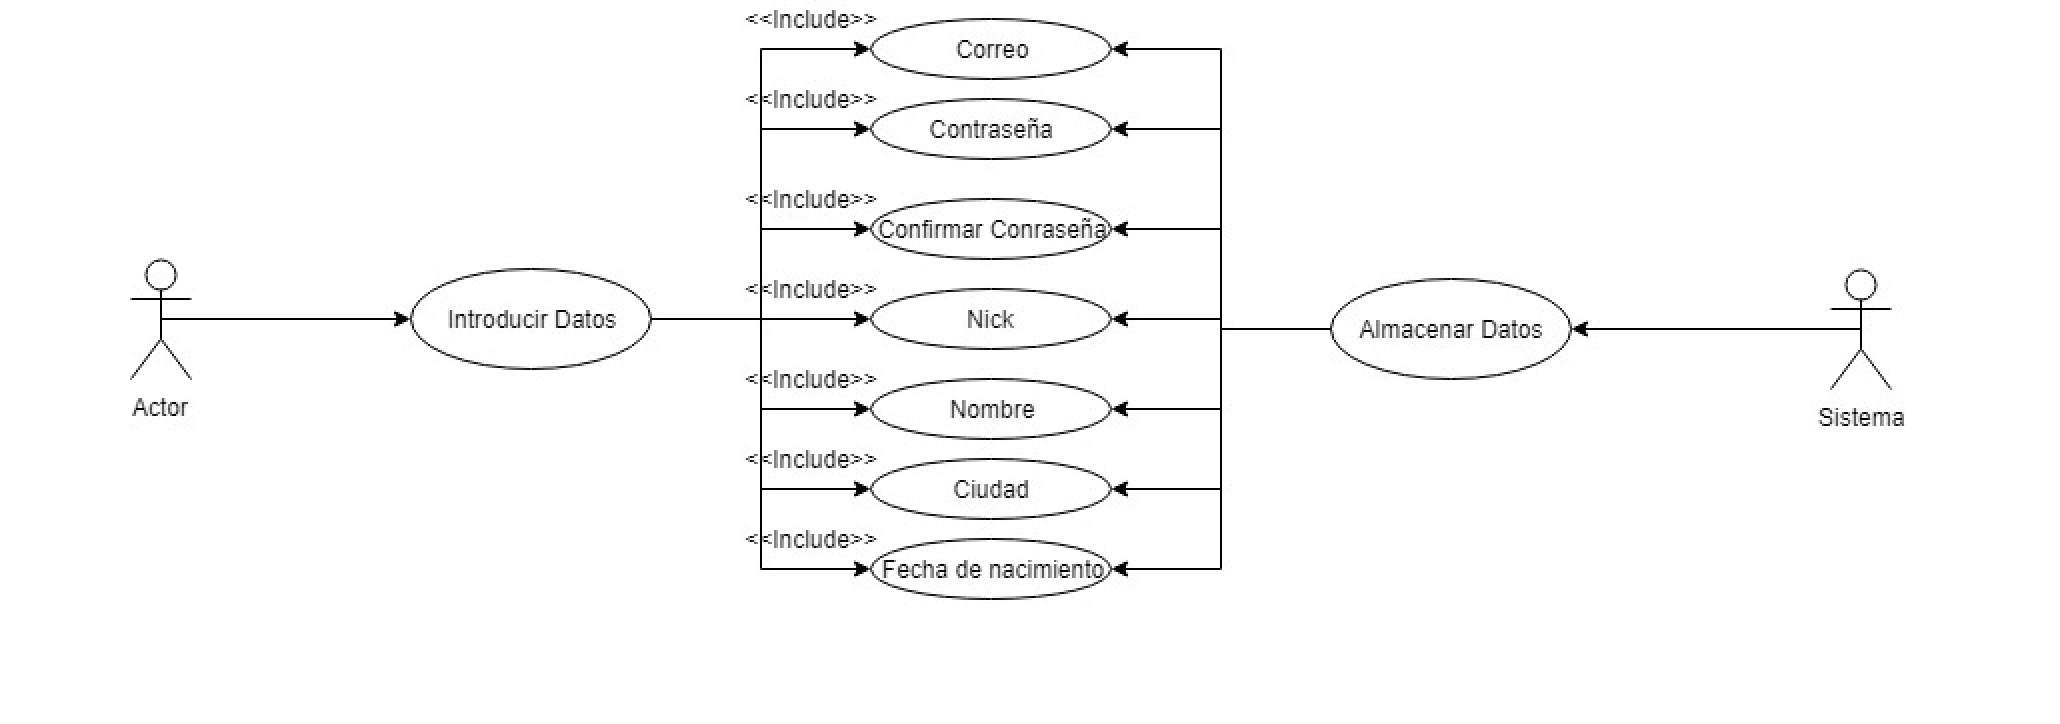 <<Include>>
Correo
<<Include>>
Contraseña
<<Include>>
Confirmar Conraseña
<<Include>>
Introducir Datos
Nick
Almacenar Datos
<<Include>>
Actor
Nombre
Sistema
<<Include>>
Ciudad
<<Include>>
Fecha de nacimiento